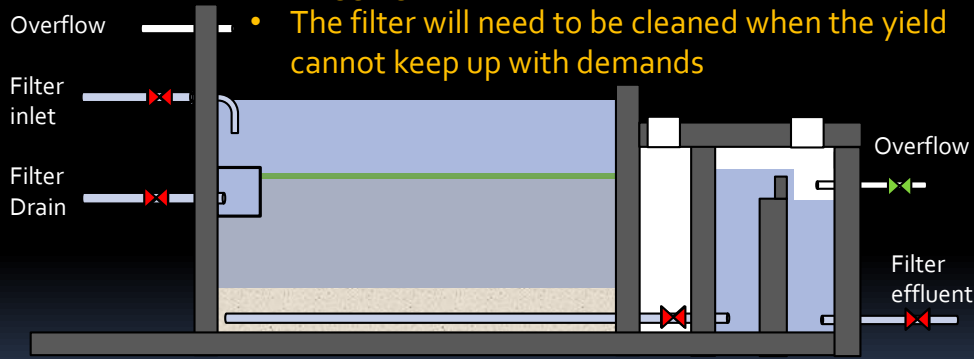 Overflow
• The filter will need to be cleaned when the yield
cannot keep up with demands
Filter
inlet
Filter
Drain
Overflow
Filter
effluent